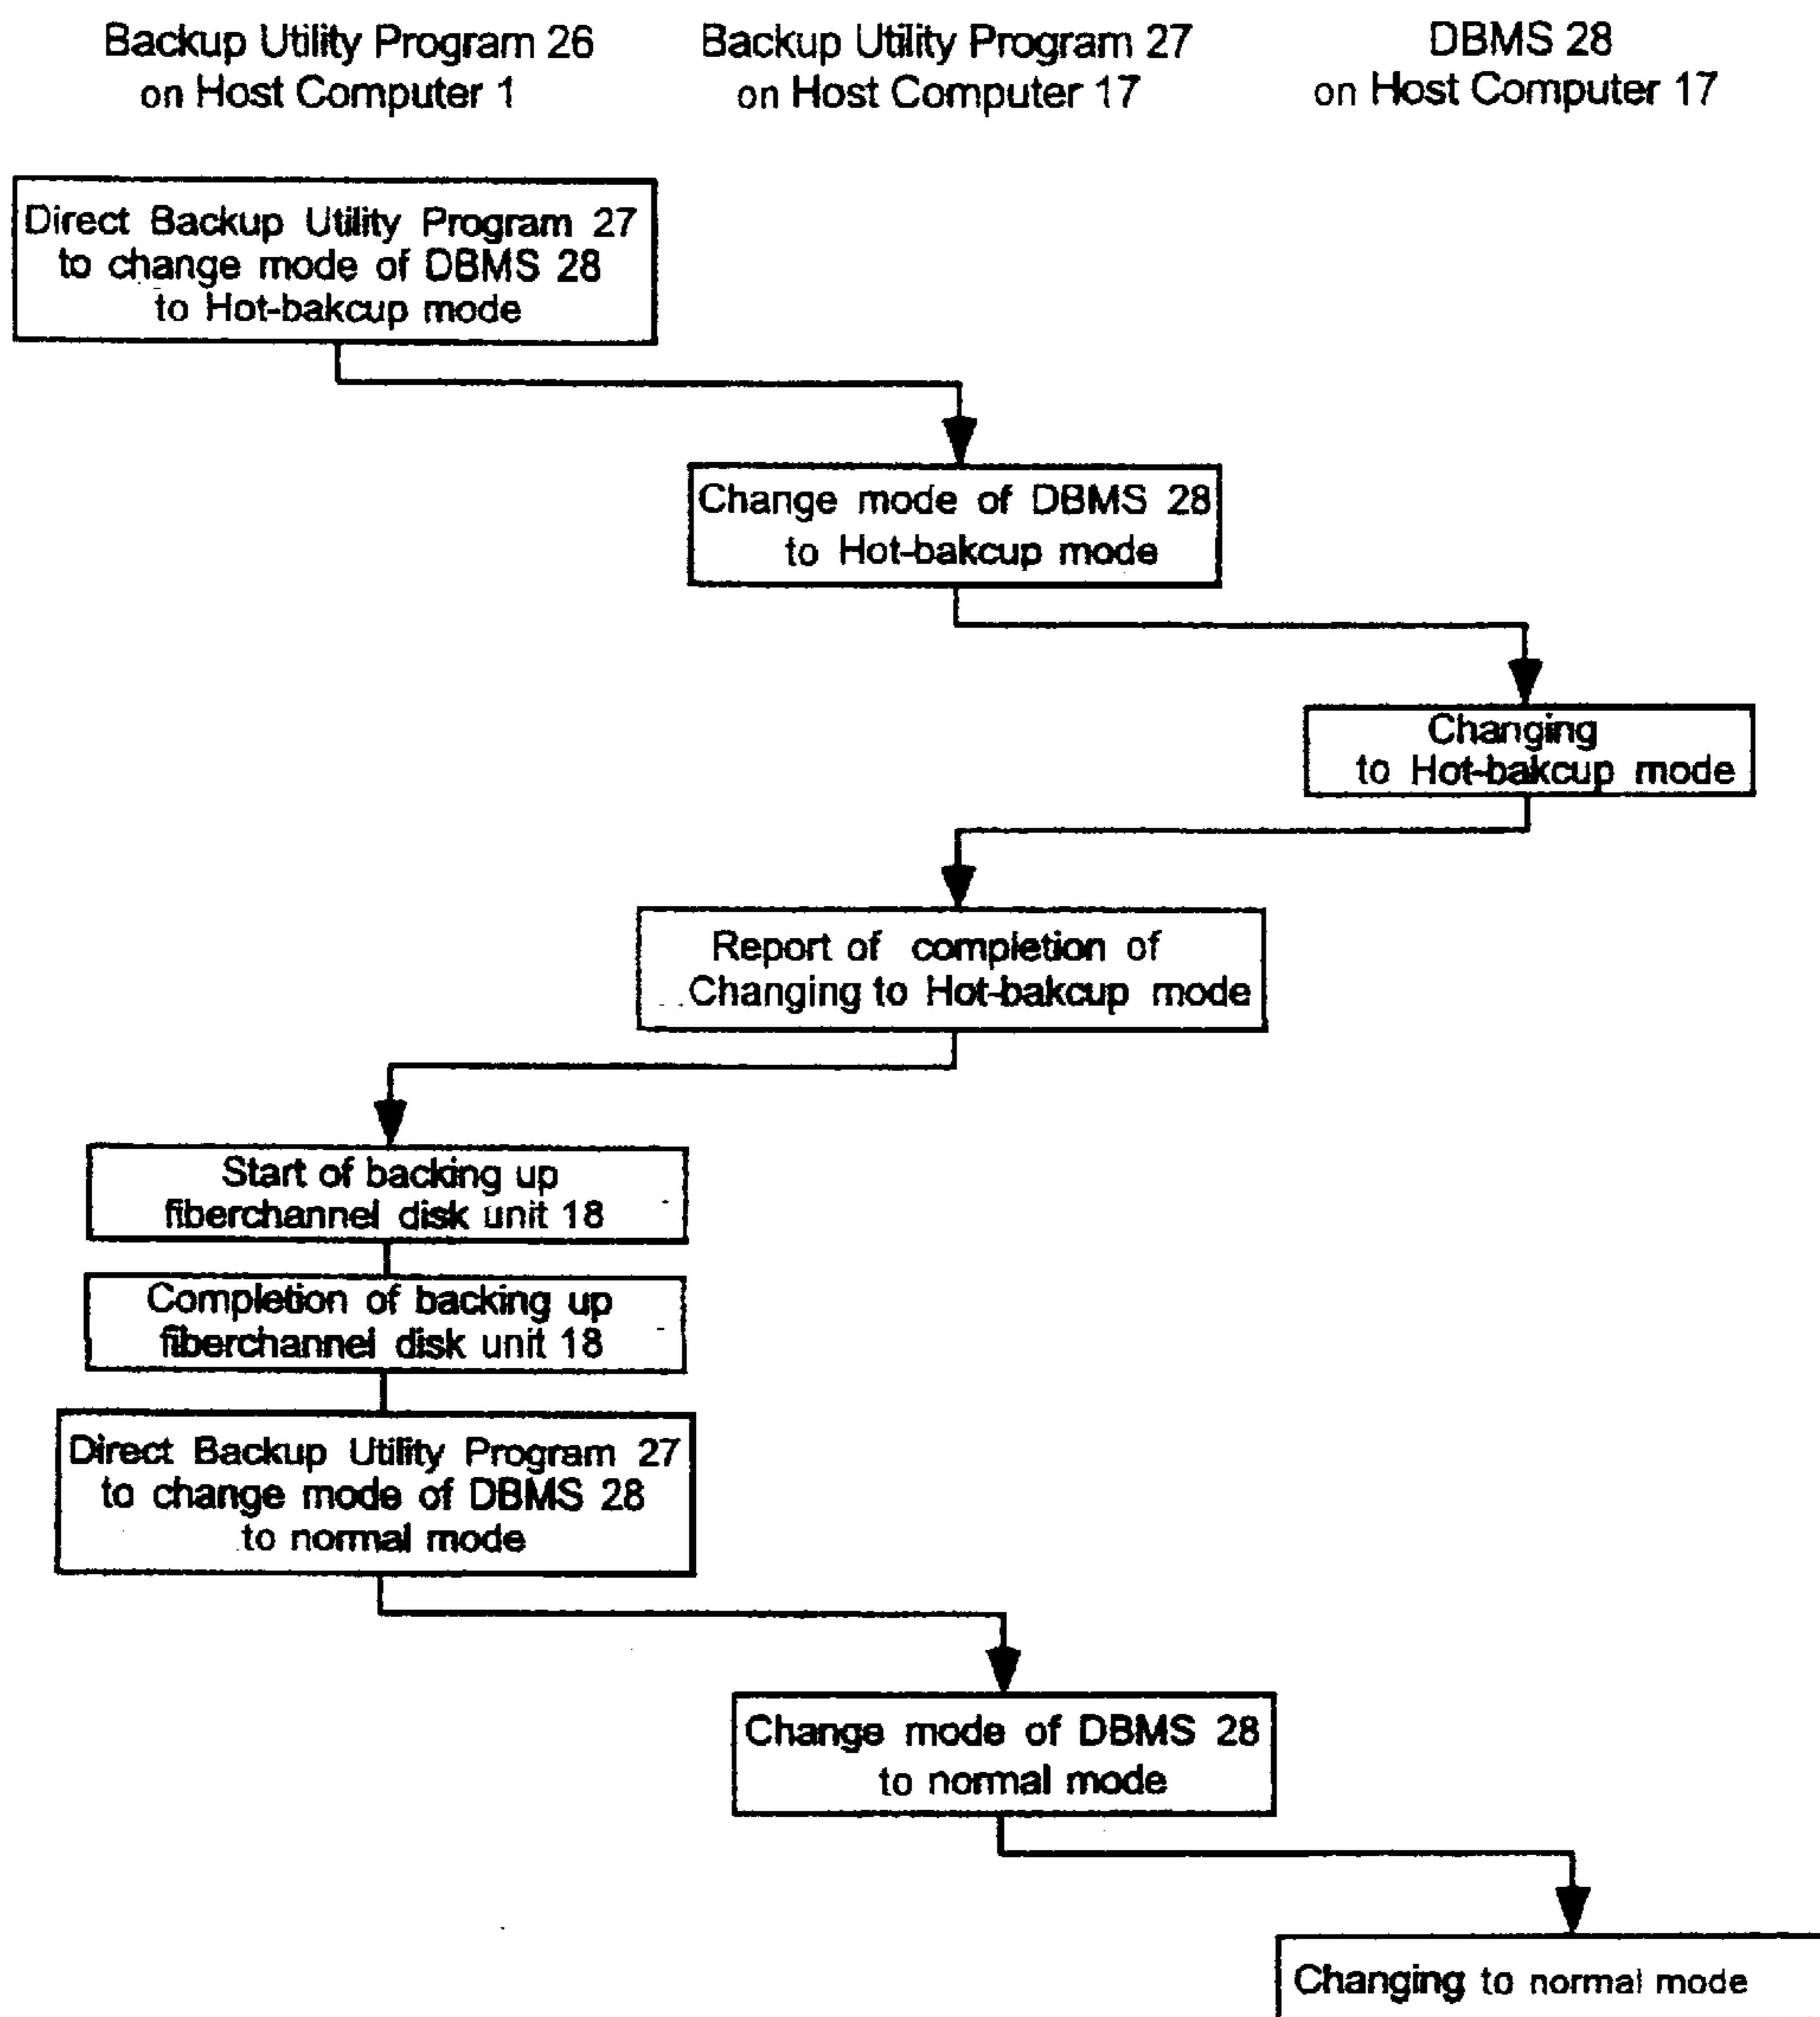 Backup Utility Program 26
on Host Computer 1
Backup Utility Program 27
on Host Computer 17
DBMS 28
on Host Computer 17
Direct Backup Utility Program 27
to change mode of DBMS 28
to Hot-bakcup mode
Change mode of DBMS 28
to Hot-bakcup mode
Changing
to Hot-bakcup mode
Report of completion of
Changing to Hot-bakcup mode
Start of backing up
fiberchannel disk unit 18
Completion of backing up
fiberchannel disk unit 18
Direct Backup Utility Program 27
to change mode of DBMS 28
to normal mode
Change mode of DBMS 28
to normal mode
Changing to normal mode